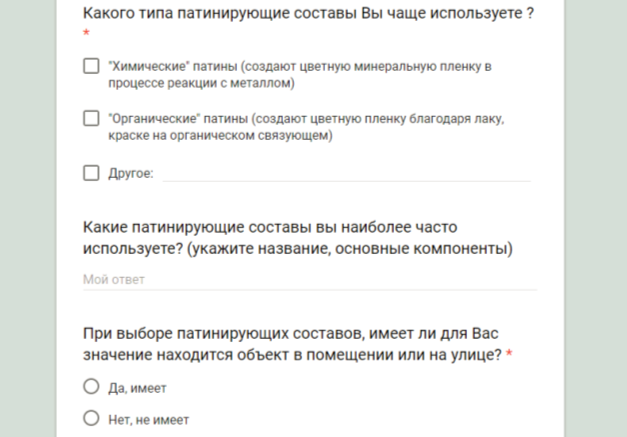 Какого типа патинирующие составы Вы чаще используете ?
*
"Химические" патины (создают цветную минеральную пленку в
процессе реакции с металлом)
"Органические" патины (создают цветную пленку благодаря лаку,
краске на органическом связующем)
Другое:
Какие патинирующие составы вы наиболее часто
используете? (укажите название, основные компоненты)
Мой ответ
При выборе патинирующих составов, имеет ли для Вас
значение находится объект в помещении или на улице? *
Да, имеет
Нет, не имеет